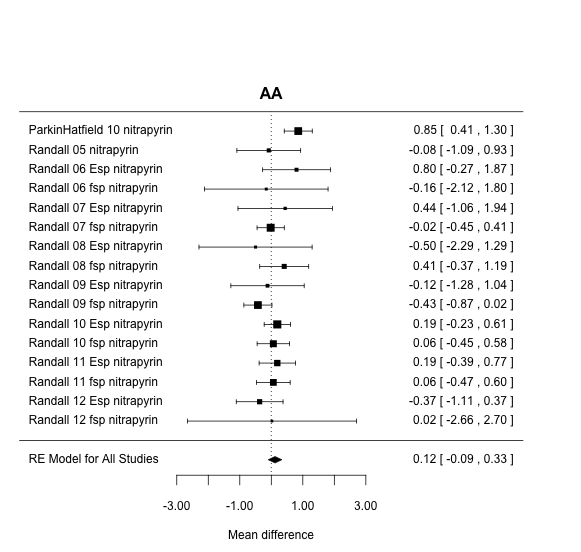 AA
ParkinHatfield 10 nitrapyrin 0.85 [ 0.41 , 1.30 ]
Randall 05 nitrapyrin -0.08 [ -1.09 , 0.93 ]
Randall 06 Esp nitrapyrin 0.80 [ -0.27 , 1.87 ]
Randall 06 fsp nitrapyrin -0.16 [ -2.12 , 1.80 ]
Randall 07 Esp nitrapyrin 0.44 [ -1.06 , 1.94 ]
Randall 07 fsp nitrapyrin -0.02 [ -0.45 , 0.41 ]
Randall 08 Esp nitrapyrin -0.50 [ -2.29 , 1.29 ]
Randall 08 fsp nitrapyrin 0.41 [ -0.37 , 1.19 ]
Randall 09 Esp nitrapyrin -0.12 [ -1.28 , 1.04 ]
Randall 09 fsp nitrapyrin -0.43 [ -0.87 , 0.02 ]
Randall 10 Esp nitrapyrin 0.19 [ -0.23 , 0.61 ]
Randall 10 fsp nitrapyrin 0.06 [ -0.45 , 0.58 ]
Randall 11 Esp nitrapyrin 0.19 [ -0.39 , 0.77 ]
Randall 11 fsp nitrapyrin 0.06 [ -0.47 , 0.60 ]
Randall 12 Esp nitrapyrin -0.37 [ -1.11 , 0.37 ]
Randall 12 fsp nitrapyrin 0.02 [ -2.66 , 2.70 ]
RE Model for All Studies 0.12 [ -0.09 , 0.33 ]
-3.00 -1.00 1.00 3.00
Mean difference